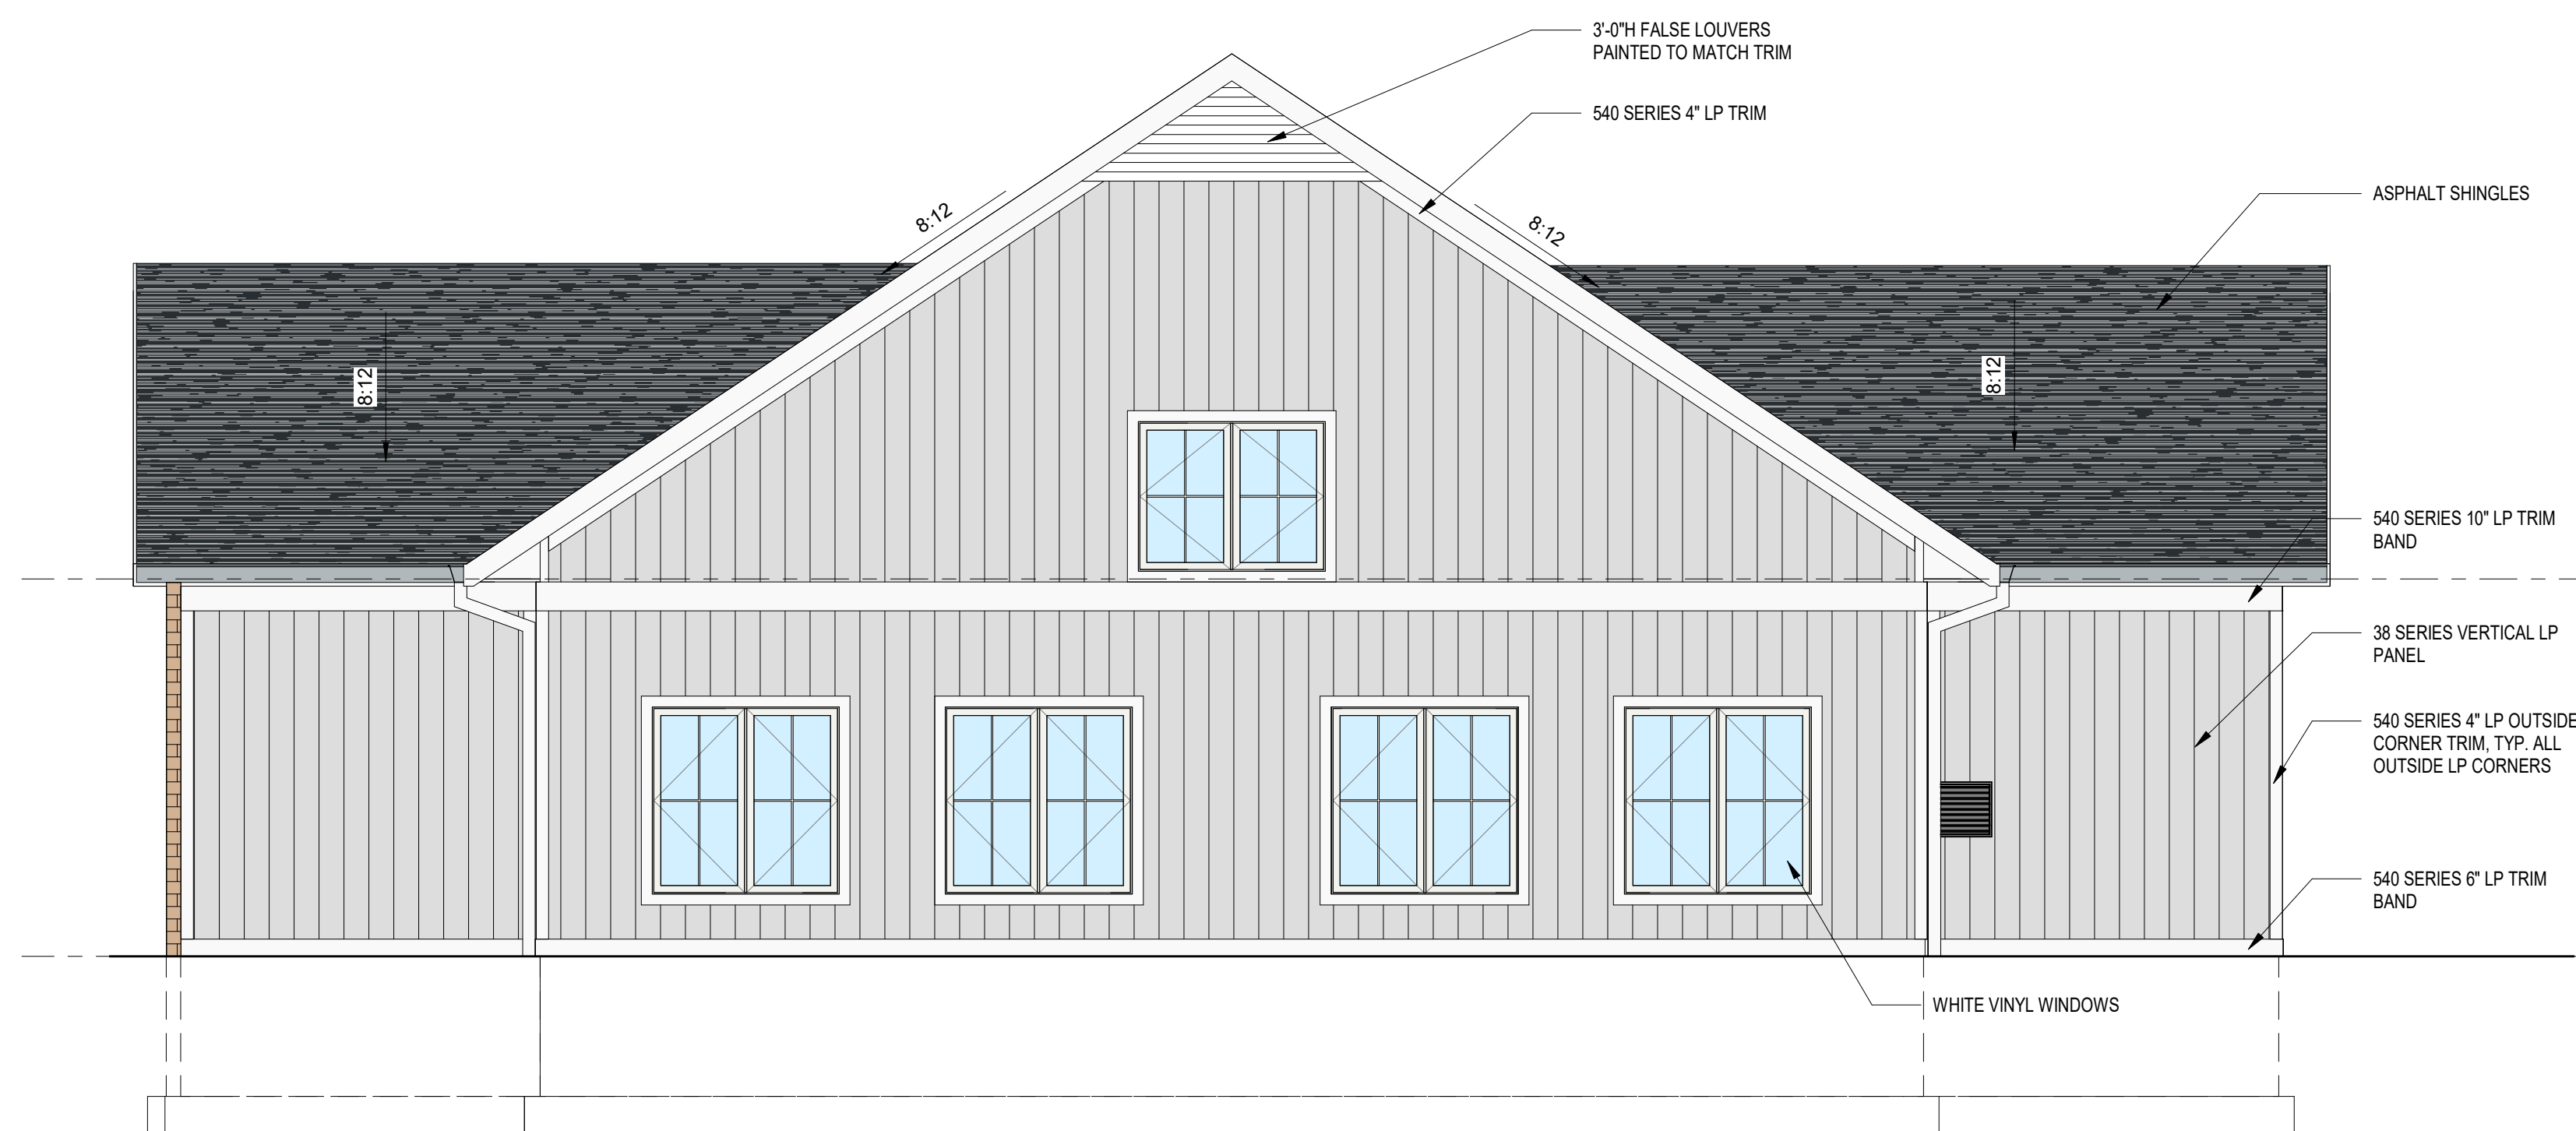 3'-0"H FALSE LOUVERS
PAINTED TO MATCH TRIM
540 SERIES 4" LP TRIM
ASPHALT SHINGLES
8:12
8:12
8:12
8:12
540 SERIES 10" LP TRIM
BAND
38 SERIES VERTICAL LP
PANEL
540 SERIES 4" LP OUTSIDE
CORNER TRIM, TYP. ALL
OUTSIDE LP CORNERS
540 SERIES 6" LP TRIM
BAND
WHITE VINYL WINDOWS